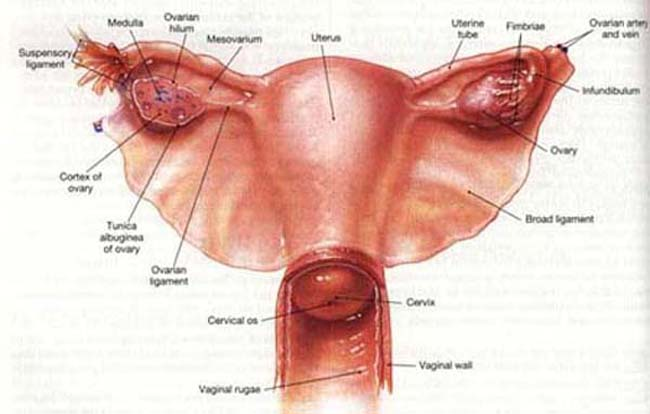 Medulla
Ovarian
hilum
Mesovarium
Uterus
Uterine
tube
Fimbriae
Ovarian artery
and vein
Suspensory
ligament
Infundibulum
Cortex of
ovary
Ovary
Tunica
albuginea
of ovary
Broad ligament
Ovarian
ligament
Cervical os
Cervix
Vaginal wall
Vaginal rugae